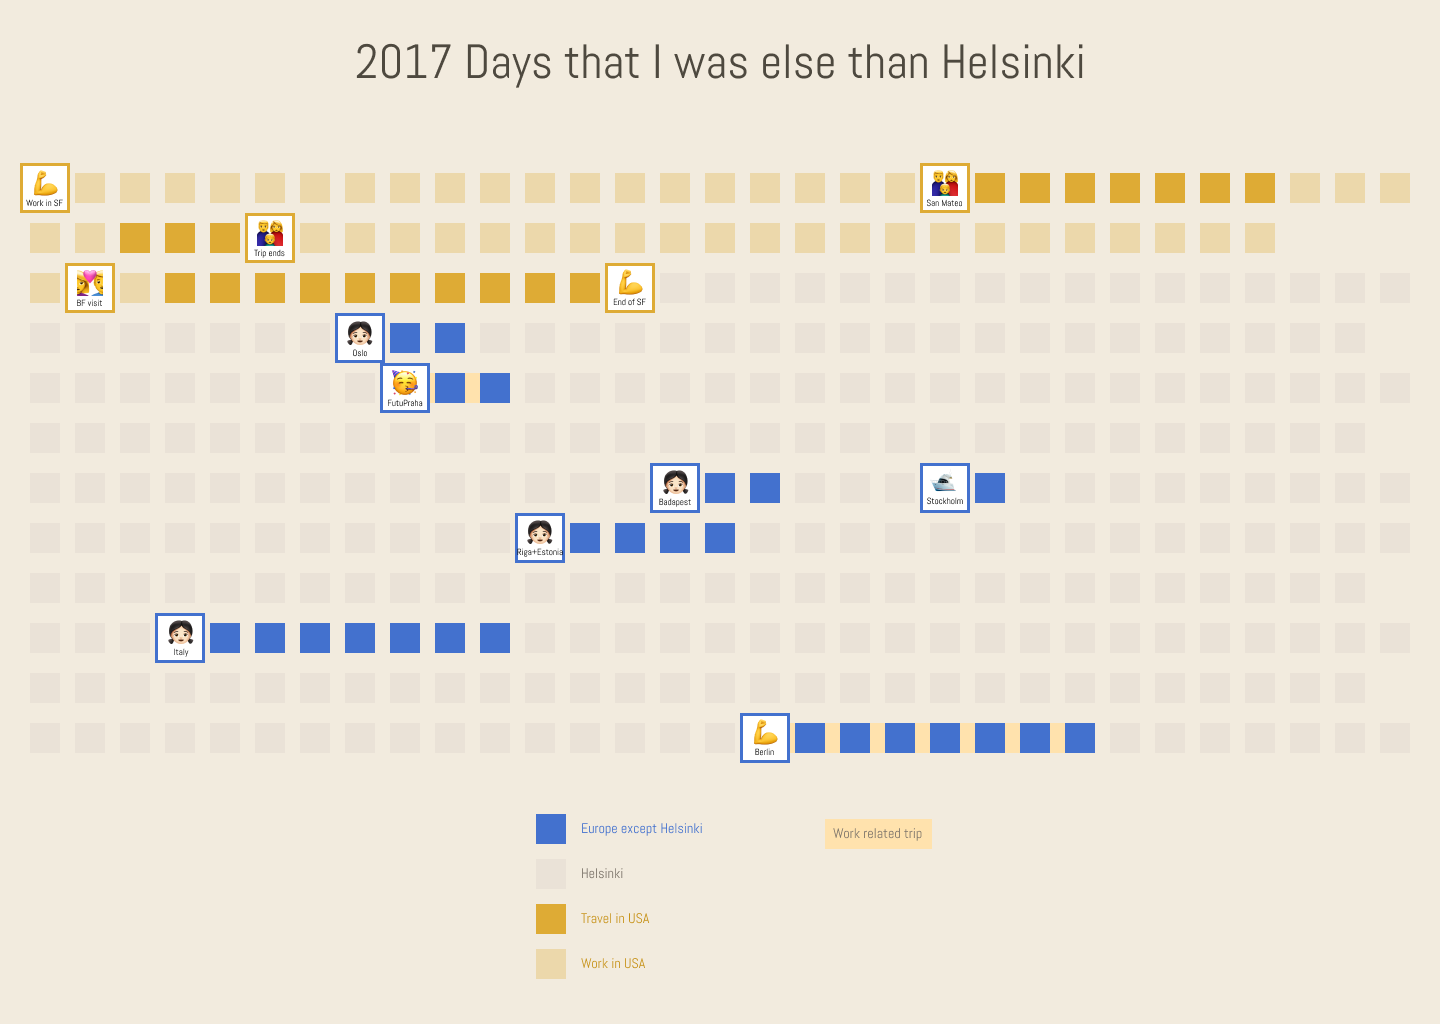 2017 Days that I was else than Helsinki
Work in SF
San Mateo
Trip ends
BF visit
End of SF
Oslo
FutuPraha
Badapest
Stockholm
Riga+Estonia
Italy
Berlin
Europe except Helsinki
Work related trip
Helsinki
Travel in USA
Work in USA